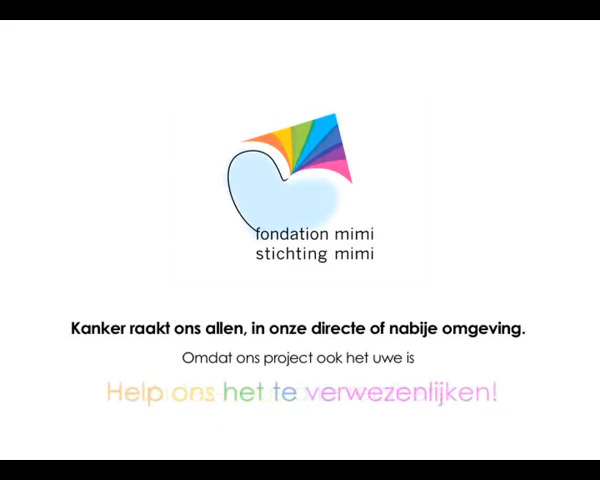 fondation mimi
stichting mimi
Kanker raakt ons allen, in onze directe of nabije omgeving.
Omdat ons project ook het uwe is
Help ons het te verwezenlijken!